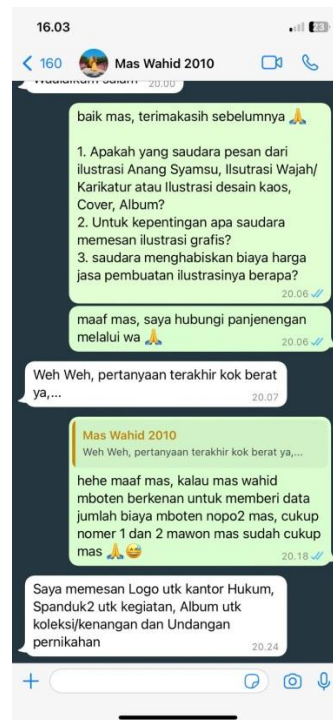 16.03
23
160
Mas Wahid 2010
Waalaikum salam 20.00
baik mas, terimakasih sebelumnya 🙏
1. Apakah yang saudara pesan dari
ilustrasi Anang Syamsu, Ilsutrasi Wajah/
Karikatur atau Ilustrasi desain kaos,
Cover, Album?
2. Untuk kepentingan apa saudara
memesan ilustrasi grafis?
3. saudara menghabiskan biaya harga
jasa pembuatan ilustrasinya berapa?
20.06
maaf mas, saya hubungi panjenengan
melalui wa 🙏
20.06
Weh Weh, pertanyaan terakhir kok berat
ya,...
20.07
Mas Wahid 2010
Weh Weh, pertanyaan terakhir kok berat ya,...
hehe maaf mas, kalau mas wahid
mboten berkenan untuk memberi data
jumlah biaya mboten nopo2 mas, cukup
nomer 1 dan 2 mawon mas sudah cukup
mas 🙏😅
20.18
Saya memesan Logo utk kantor Hukum,
Spanduk2 utk kegiatan, Album utk
koleksi/kenangan dan Undangan
pernikahan
20.24